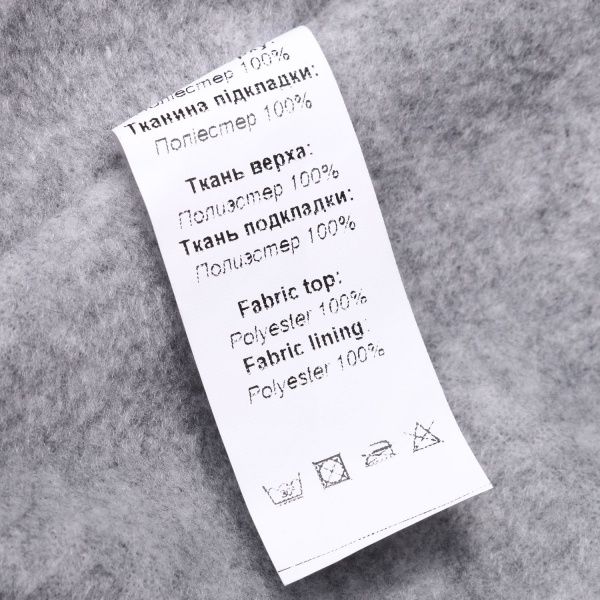 Поліестер 100%
Тканина підкладки:
Поліестер 100%
Ткань верха:
Полиэстер 100%
Ткань подкладки:
Полиэстер 100%
Fabric top:
Polyester 100%
Fabric lining:
Polyester 100%
30°